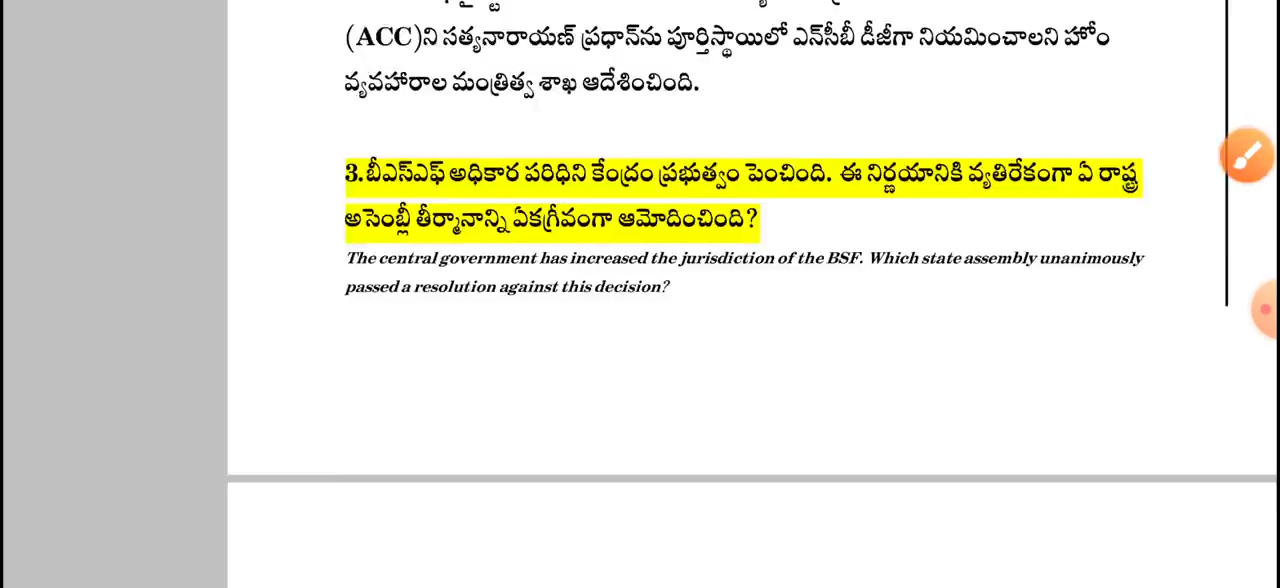 (ACC)ని సత్యనారాయణ్ ప్రధాన్‌ను పూర్తిస్థాయిలో ఎన్‌సీబీ డీజీగా నియమించాలని హోం
వ్యవహారాల మంత్రిత్వ శాఖ ఆదేశించింది.
3.బీఎస్ఎఫ్ అధికార పరిధిని కేంద్రం ప్రభుత్వం పెంచింది. ఈ నిర్ణయానికి వ్యతిరేకంగా ఏ రాష్ట్ర
అసెంబ్లీ తీర్మానాన్ని ఏకగ్రీవంగా ఆమోదించింది?
The central government has increased the jurisdiction of the BSF. Which state assembly unanimously
passed a resolution against this decision?